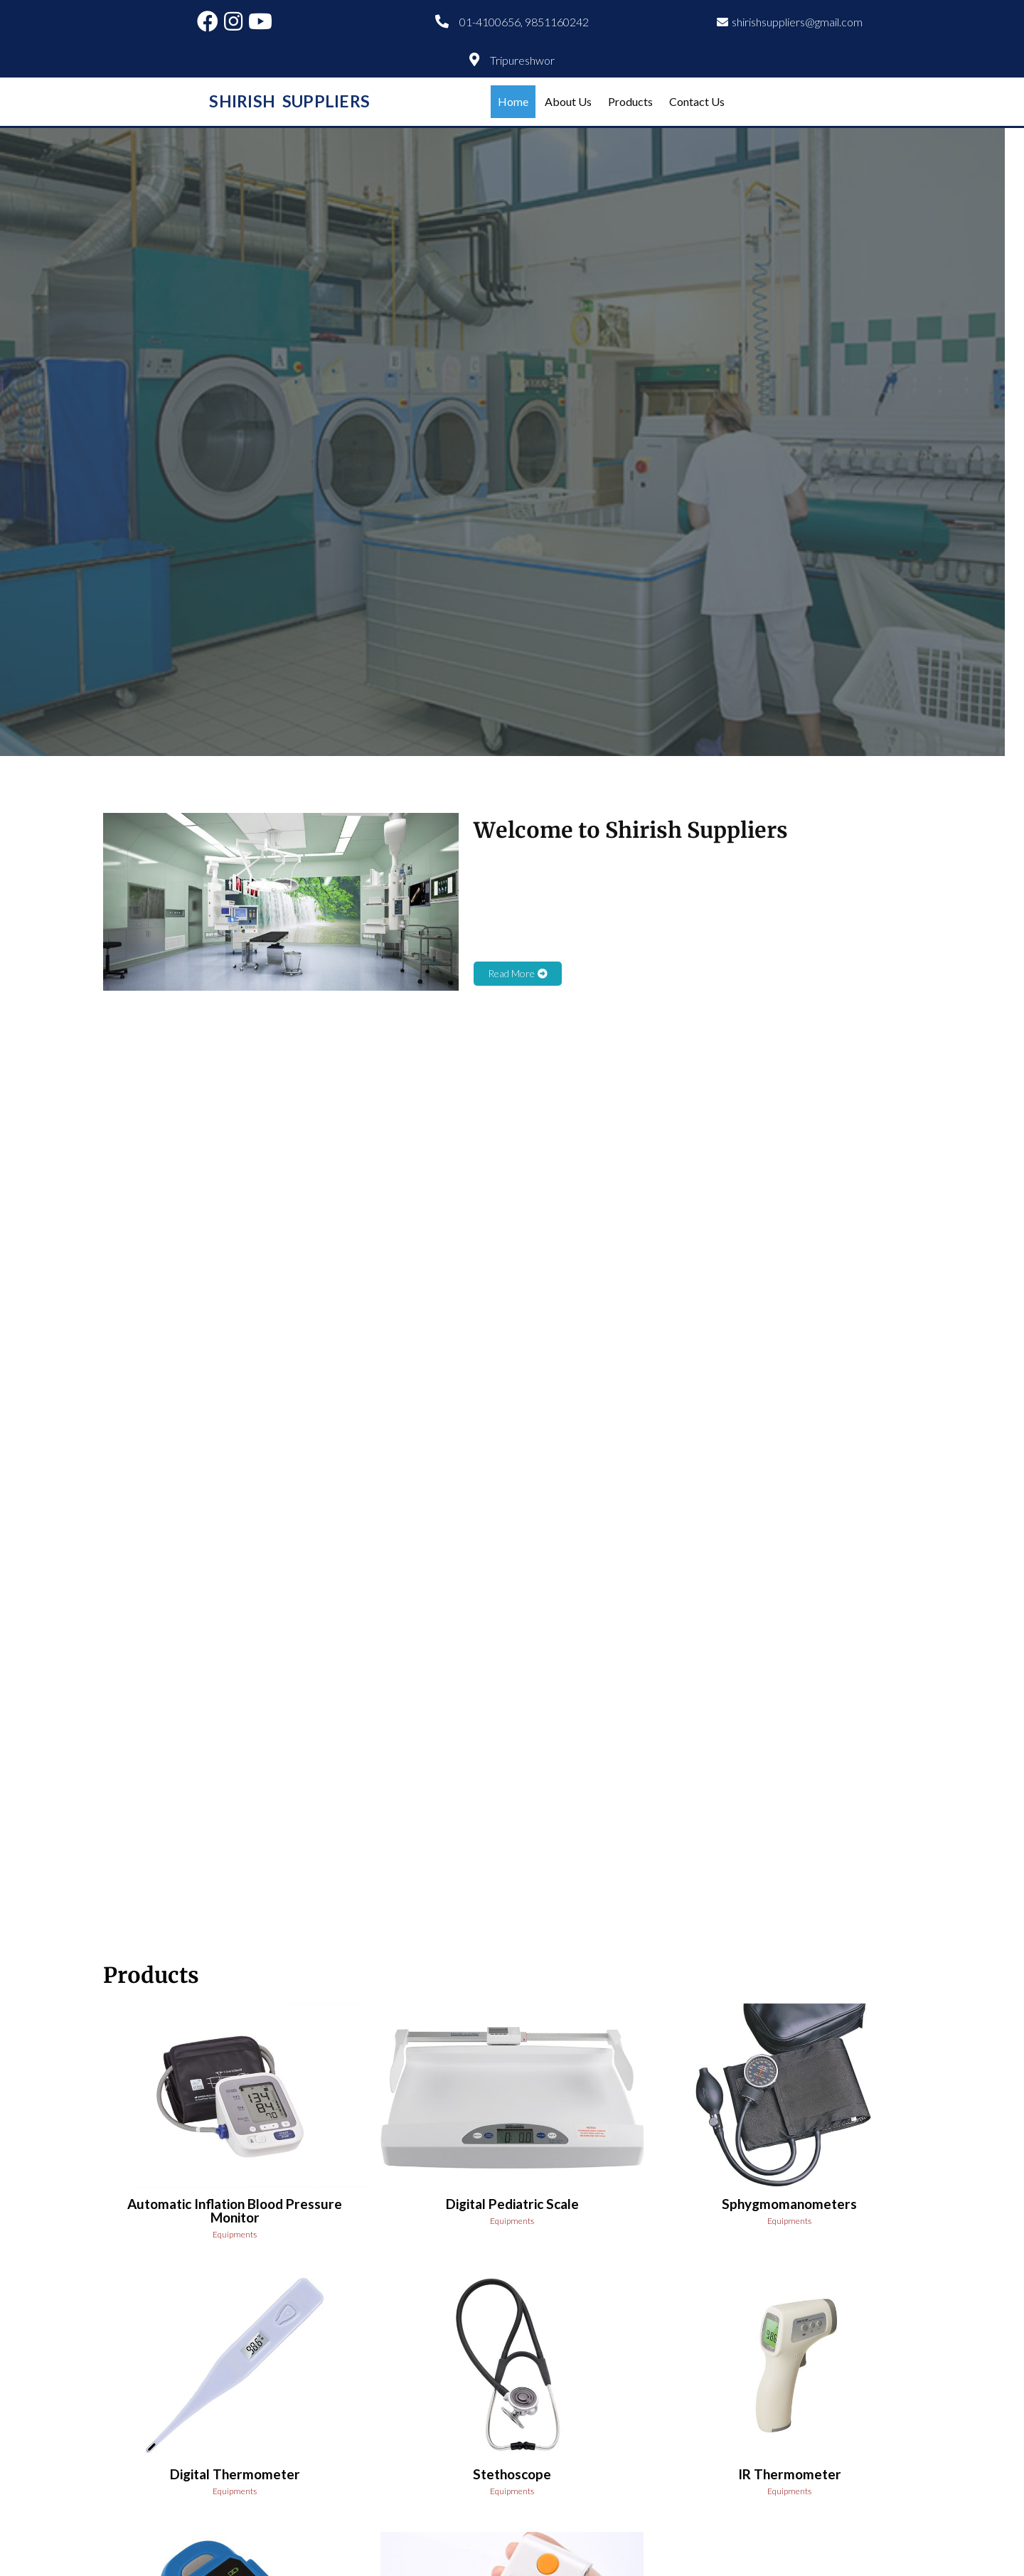 01-4100656, 9851160242
shirishsuppliers@gmail.com
Tripureshwor
SHIRISH SUPPLIERS
Home
About Us
Products
Contact Us
Welcome to Shirish Suppliers
Read More
Products
Automatic Inflation Blood Pressure
Monitor
Equipments
Digital Pediatric Scale
Equipments
Sphygmomanometers
Equipments
Digital Thermometer
Equipments
Stethoscope
Equipments
IR Thermometer
Equipments